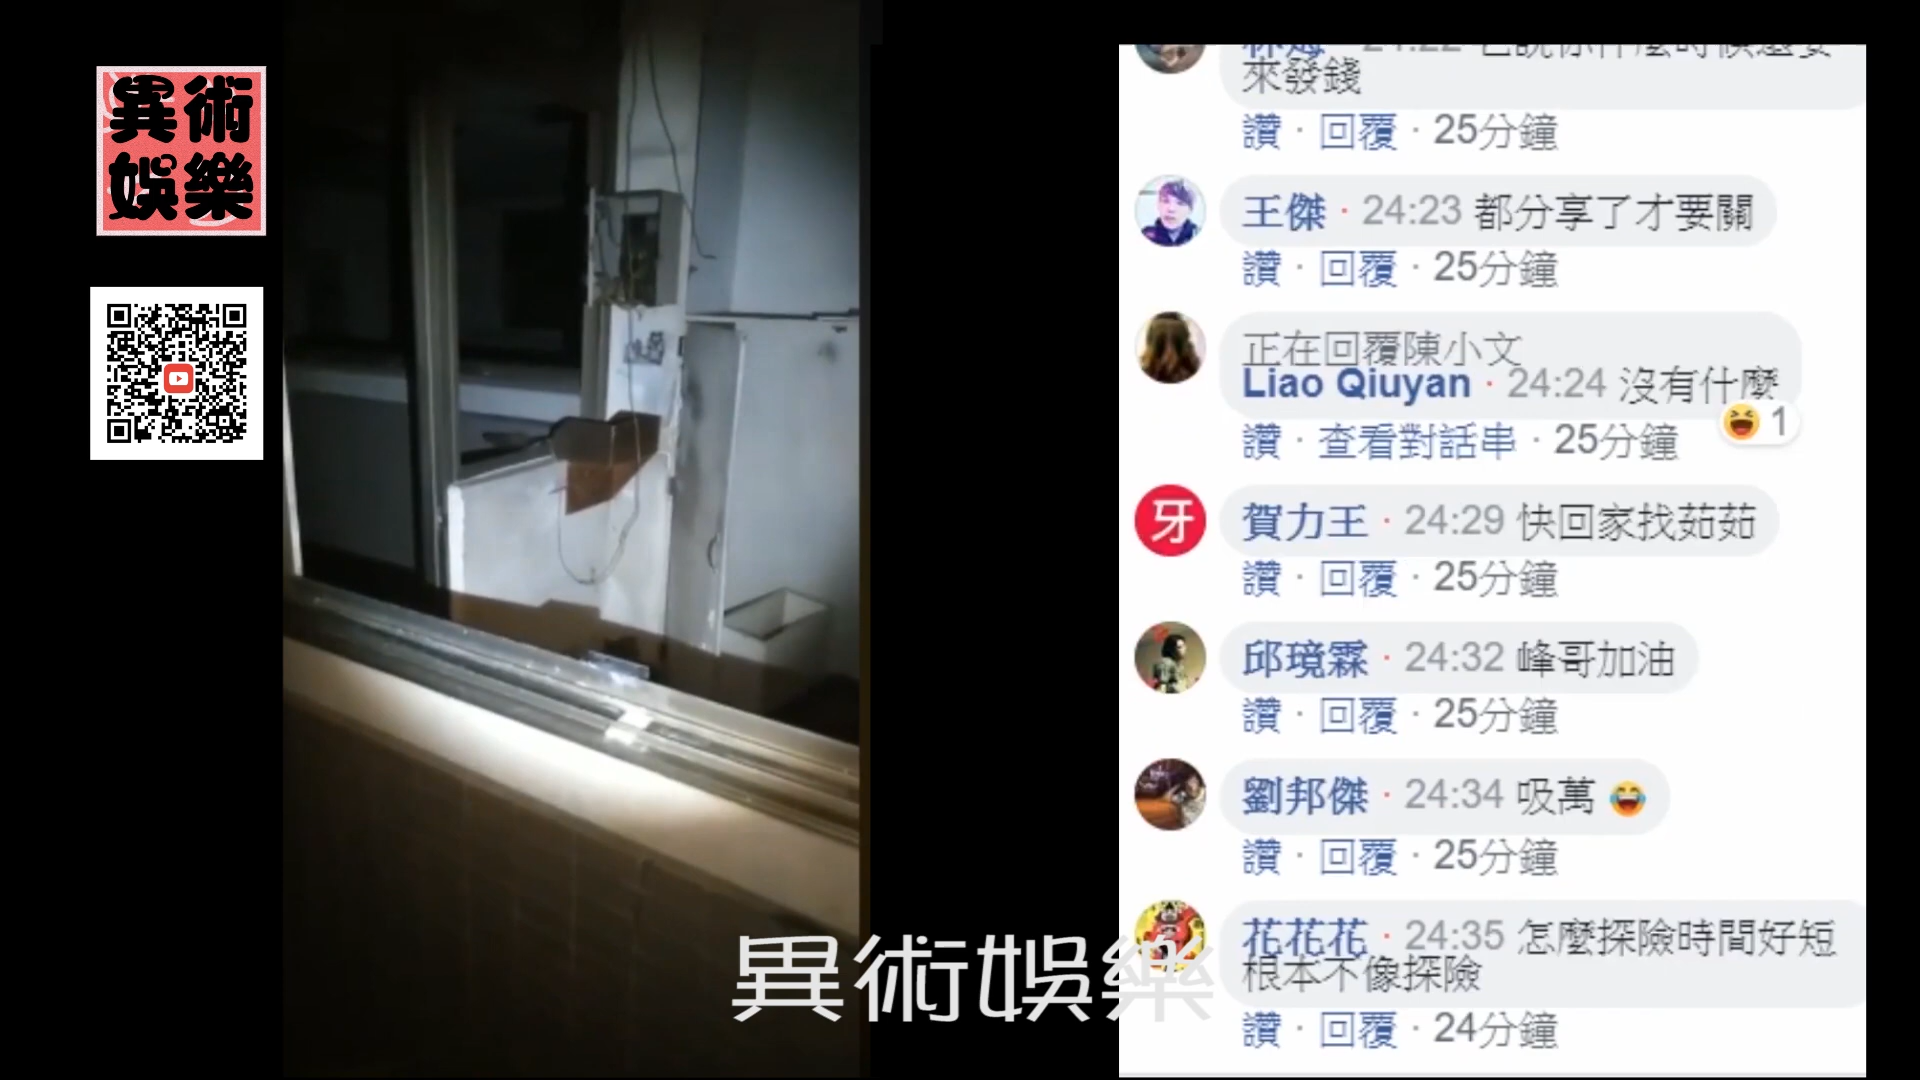 異術
娛樂
來發錢
讚 · 回覆 · 25分鐘
王傑 · 24:23 都分享了才要關
讚 · 回覆 · 25分鐘
正在回覆陳小文
Liao Qiuyan · 24:24 沒有什麼
1
讚 · 查看對話串 · 25分鐘
牙
賀力王 · 24:29 快回家找茹茹
讚 · 回覆 · 25分鐘
邱璄霖 · 24:32 峰哥加油
讚 · 回覆 · 25分鐘
劉邦傑 · 24:34 吸萬 😂
讚 · 回覆 · 25分鐘
花花花 · 24:35 怎麼探險時間好短
根本不像探險
讚 · 回覆 · 24分鐘
異術娛樂